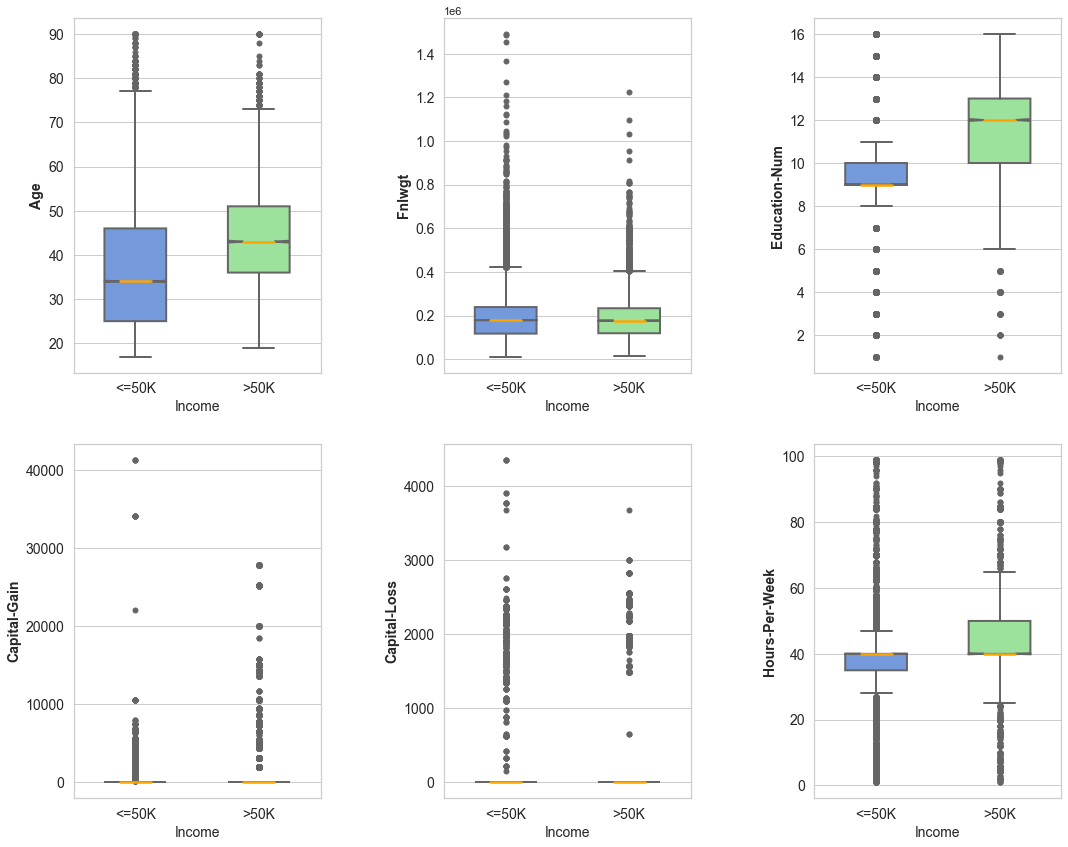 90
80
70
60
50
40
30
20
Age
<=50K >50K
Income
1e6
1.4
1.2
1.0
0.8
0.6
0.4
0.2
0.0
Fnlwgt
<=50K >50K
Income
16
14
12
10
8
6
4
2
Education-Num
<=50K >50K
Income
40000
30000
20000
10000
0
Capital-Gain
<=50K >50K
Income
4000
3000
2000
1000
0
Capital-Loss
<=50K >50K
Income
100
80
60
40
20
0
Hours-Per-Week
<=50K >50K
Income